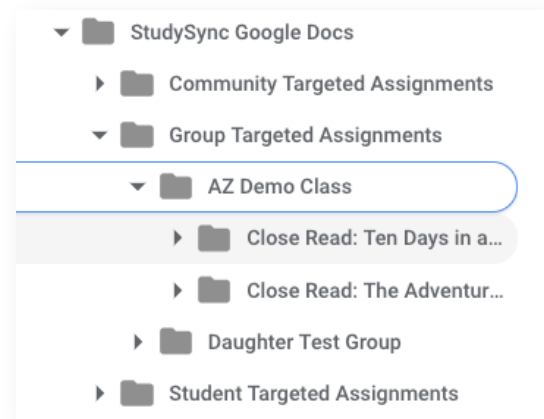 StudySync Google Docs
Community Targeted Assignments
Group Targeted Assignments
AZ Demo Class
Close Read: Ten Days in a...
Close Read: The Adventur...
Daughter Test Group
Student Targeted Assignments